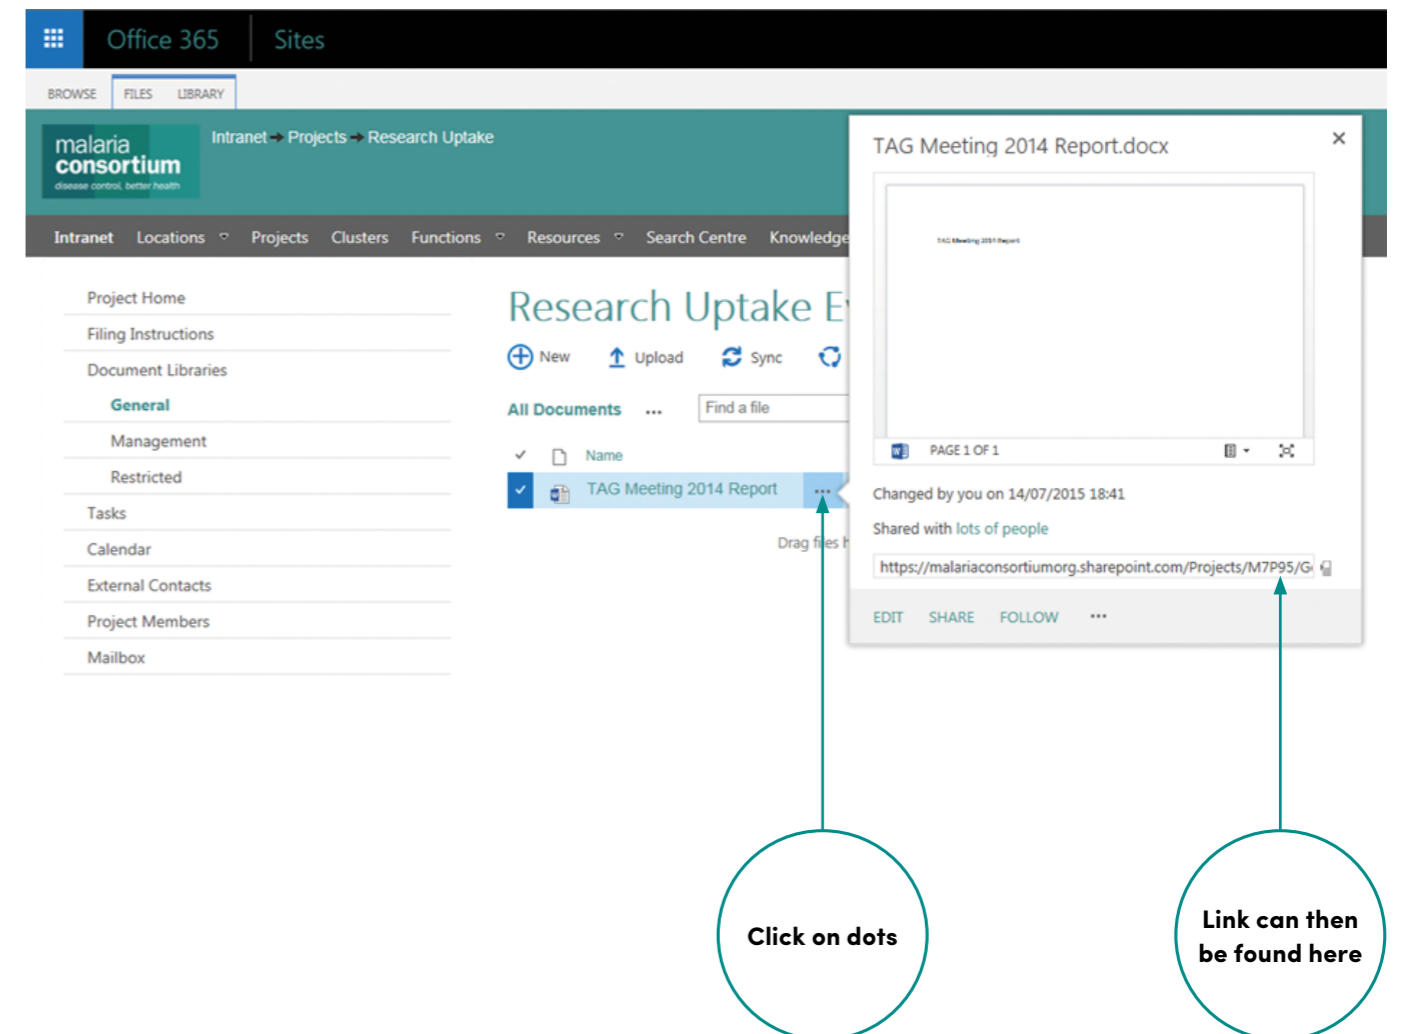 Office 365
Sites
BROWSE
FILES
LIBRARY
malaria
consortium
disease control, better health
Intranet → Projects → Research Uptake
Intranet
Locations
Projects
Clusters
Functions
Resources
Search Centre
Knowledge
Project Home
Filing Instructions
Document Libraries
General
Management
Restricted
Tasks
Calendar
External Contacts
Project Members
Mailbox
Research Uptake E
New
Upload
Sync
All Documents
...
Find a file
Name
TAG Meeting 2014 Report
...
Drag files h
TAG Meeting 2014 Report.docx
TAG Meeting 2014 Report
PAGE 1 OF 1
Changed by you on 14/07/2015 18:41
Shared with lots of people
https://malariaconsortiumorg.sharepoint.com/Projects/M7P95/G
EDIT
SHARE
FOLLOW
...
Click on dots
Link can then
be found here